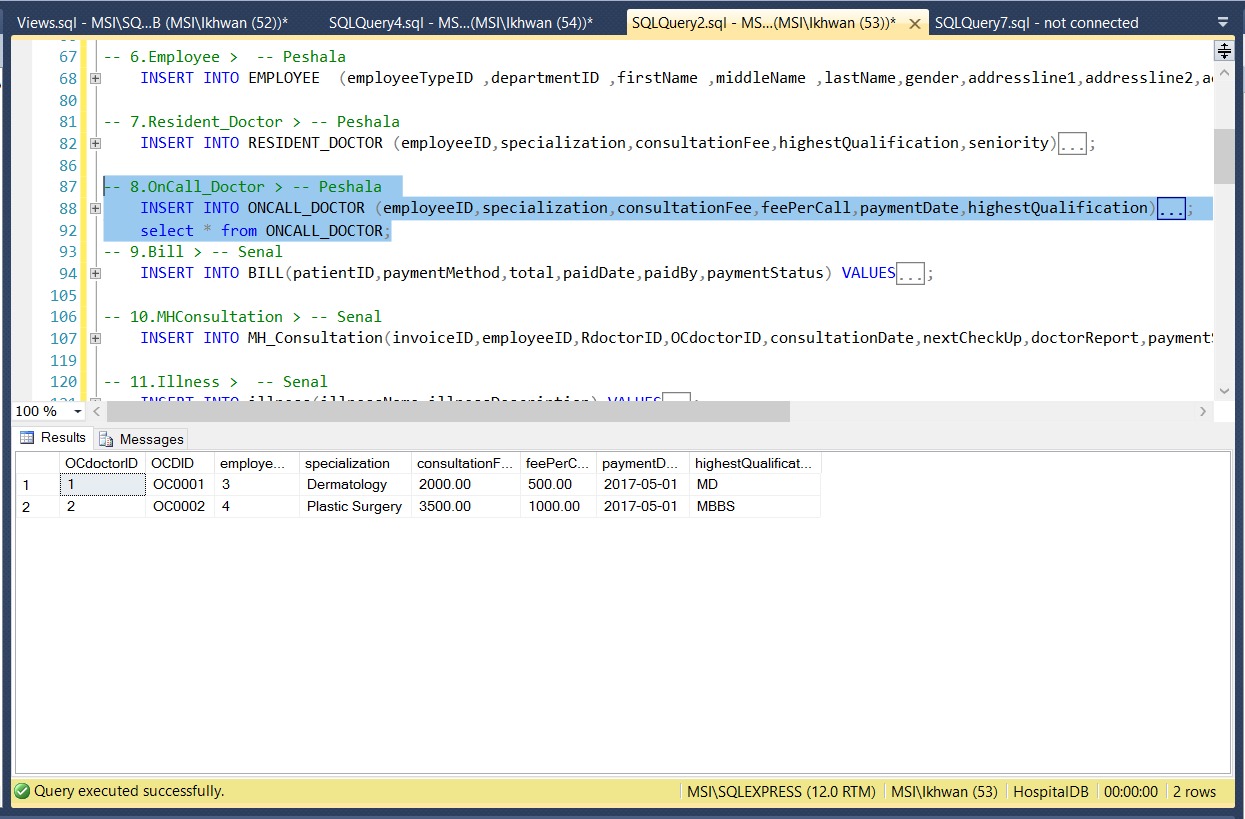 Views.sql - MSI\SQ...B (MSI\Ikhwan (52))* SQLQuery4.sql - MS...(MSI\Ikhwan (54))* SQLQuery2.sql - MS...(MSI\Ikhwan (53))* SQLQuery7.sql - not connected
67 -- 6.Employee > -- Peshala
68 INSERT INTO EMPLOYEE (employeeTypeID ,departmentID ,firstName ,middleName ,lastName,gender,addressline1,addressline2,a
80
81 -- 7.Resident_Doctor > -- Peshala
82 INSERT INTO RESIDENT_DOCTOR (employeeID,specialization,consultationFee,highestQualification,seniority)...;
86
87 -- 8.OnCall_Doctor > -- Peshala
88 INSERT INTO ONCALL_DOCTOR (employeeID,specialization,consultationFee,feePerCall,paymentDate,highestQualification)...;
92 select * from ONCALL_DOCTOR;
93 -- 9.Bill > -- Senal
94 INSERT INTO BILL(patientID,paymentMethod,total,paidDate,paidBy,paymentStatus) VALUES...;
105
106 -- 10.MHConsultation > -- Senal
107 INSERT INTO MH_Consultation(invoiceID,employeeID,RdoctorID,OCdoctorID,consultationDate,nextCheckUp,doctorReport,payment
119
120 -- 11.Illness > -- Senal
121 INSERT INTO illness(illnessName,illnessDescription) VALUES...;
100 %
Results Messages
OCdoctorID OCDID employe... specialization consultationF... feePerC... paymentD... highestQualificat...
1 1 OC0001 3 Dermatology 2000.00 500.00 2017-05-01 MD
2 2 OC0002 4 Plastic Surgery 3500.00 1000.00 2017-05-01 MBBS
Query executed successfully. MSI\SQLEXPRESS (12.0 RTM) MSI\Ikhwan (53) HospitalDB 00:00:00 2 rows